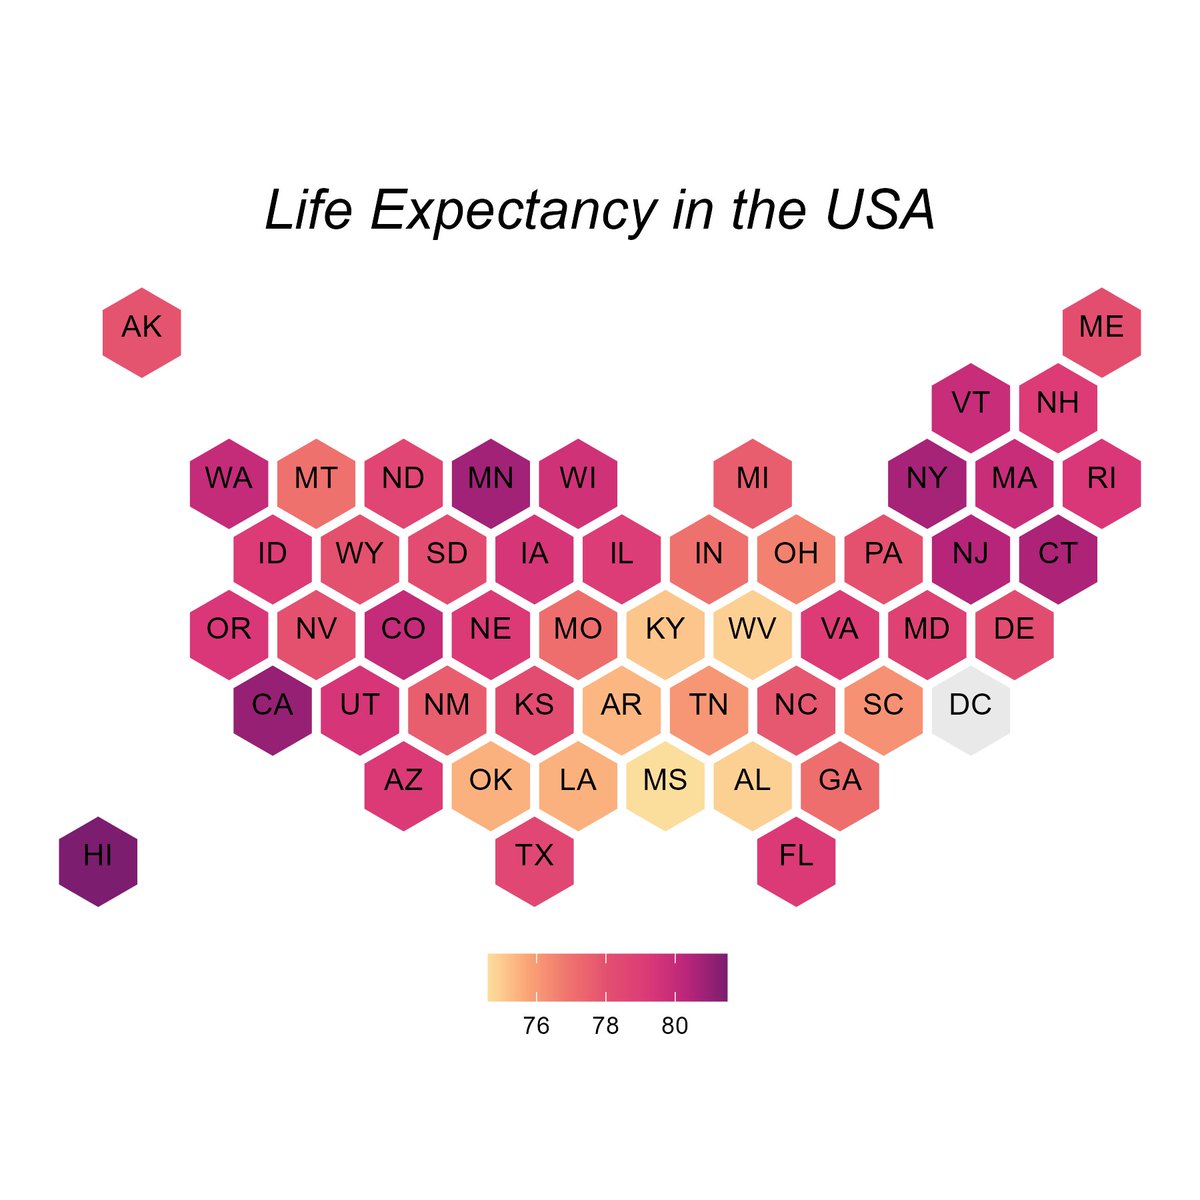 Life Expectancy in the USA
AK ME
VT NH
WA MT ND MN WI MI NY MA RI
ID WY SD IA IL IN OH PA NJ CT
OR NV CO NE MO KY WV VA MD DE
CA UT NM KS AR TN NC SC DC
AZ OK LA MS AL GA
HI TX FL
76 78 80